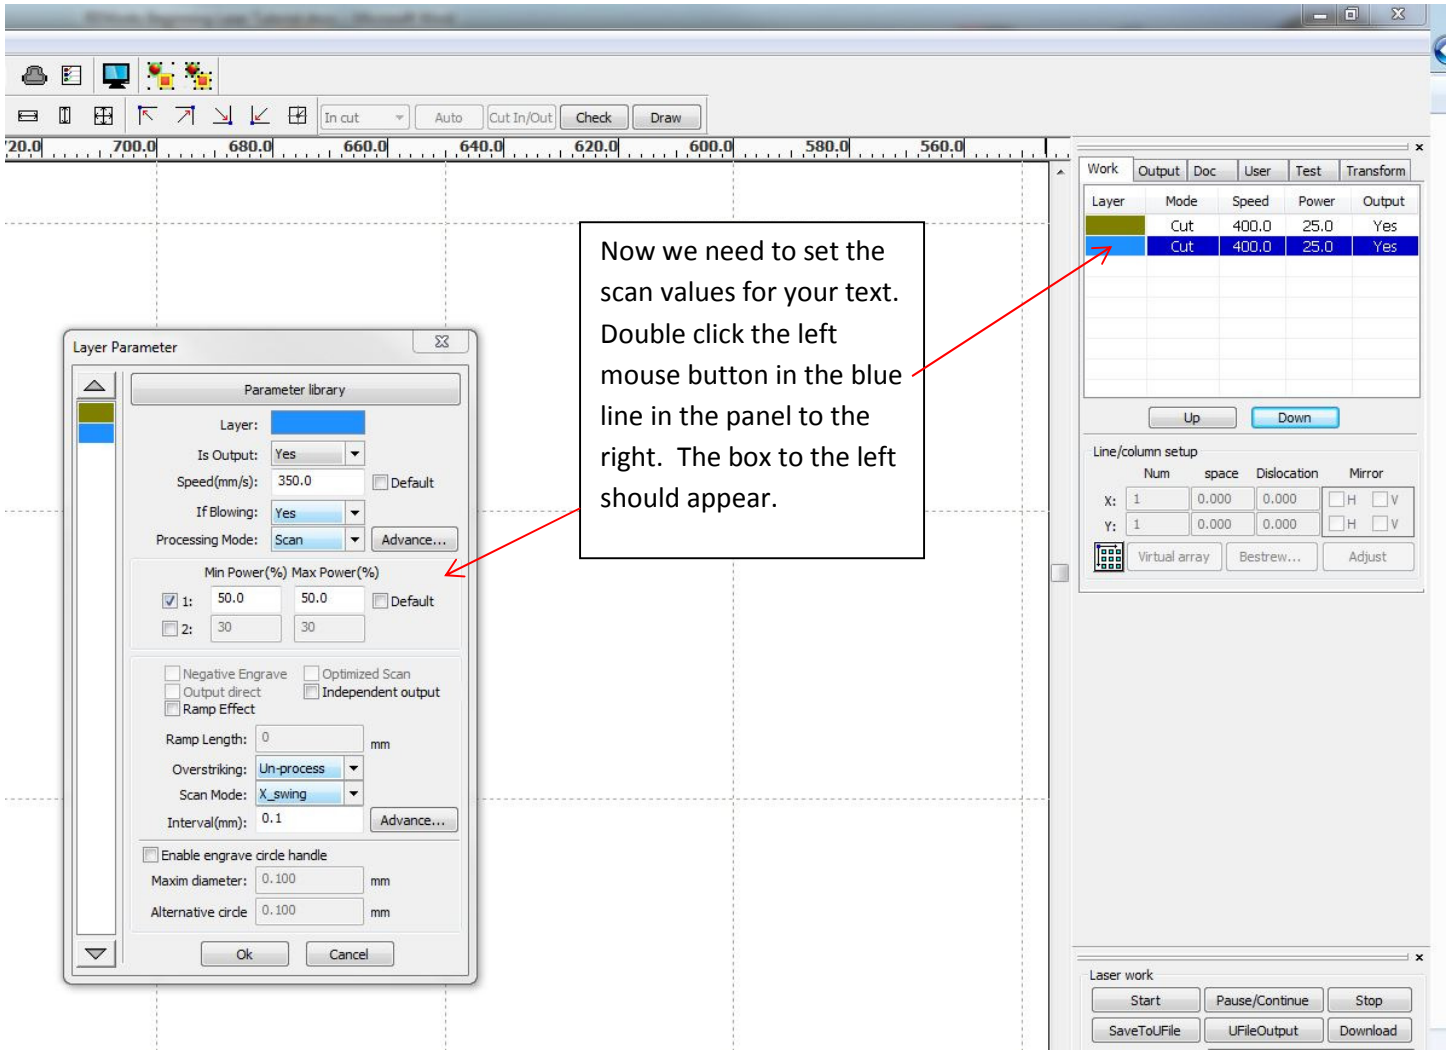 In cut Auto Cut In/Out Check Draw
720.0 700.0 680.0 660.0 640.0 620.0 600.0 580.0 560.0
Work Output Doc User Test Transform
Layer Mode Speed Power Output
Cut 400.0 25.0 Yes
Cut 400.0 25.0 Yes
Up Down
Line/column setup
Num space Dislocation Mirror
X: 1 0.000 0.000 H V
Y: 1 0.000 0.000 H V
Virtual array Bestrew... Adjust
Now we need to set the
scan values for your text.
Double click the left
mouse button in the blue
line in the panel to the
right. The box to the left
should appear.
Layer Parameter
Parameter library
Layer:
Is Output: Yes
Speed(mm/s): 350.0 Default
If Blowing: Yes
Processing Mode: Scan Advance...
Min Power(%) Max Power(%)
1: 50.0 50.0 Default
2: 30 30
Negative Engrave Optimized Scan
Output direct Independent output
Ramp Effect
Ramp Length: 0 mm
Overstriking: Un-process
Scan Mode: X_swing
Interval(mm): 0.1 Advance...
Enable engrave circle handle
Maxim diameter: 0.100 mm
Alternative circle 0.100 mm
Ok Cancel
Laser work
Start Pause/Continue Stop
SaveToUFile UFileOutput Download